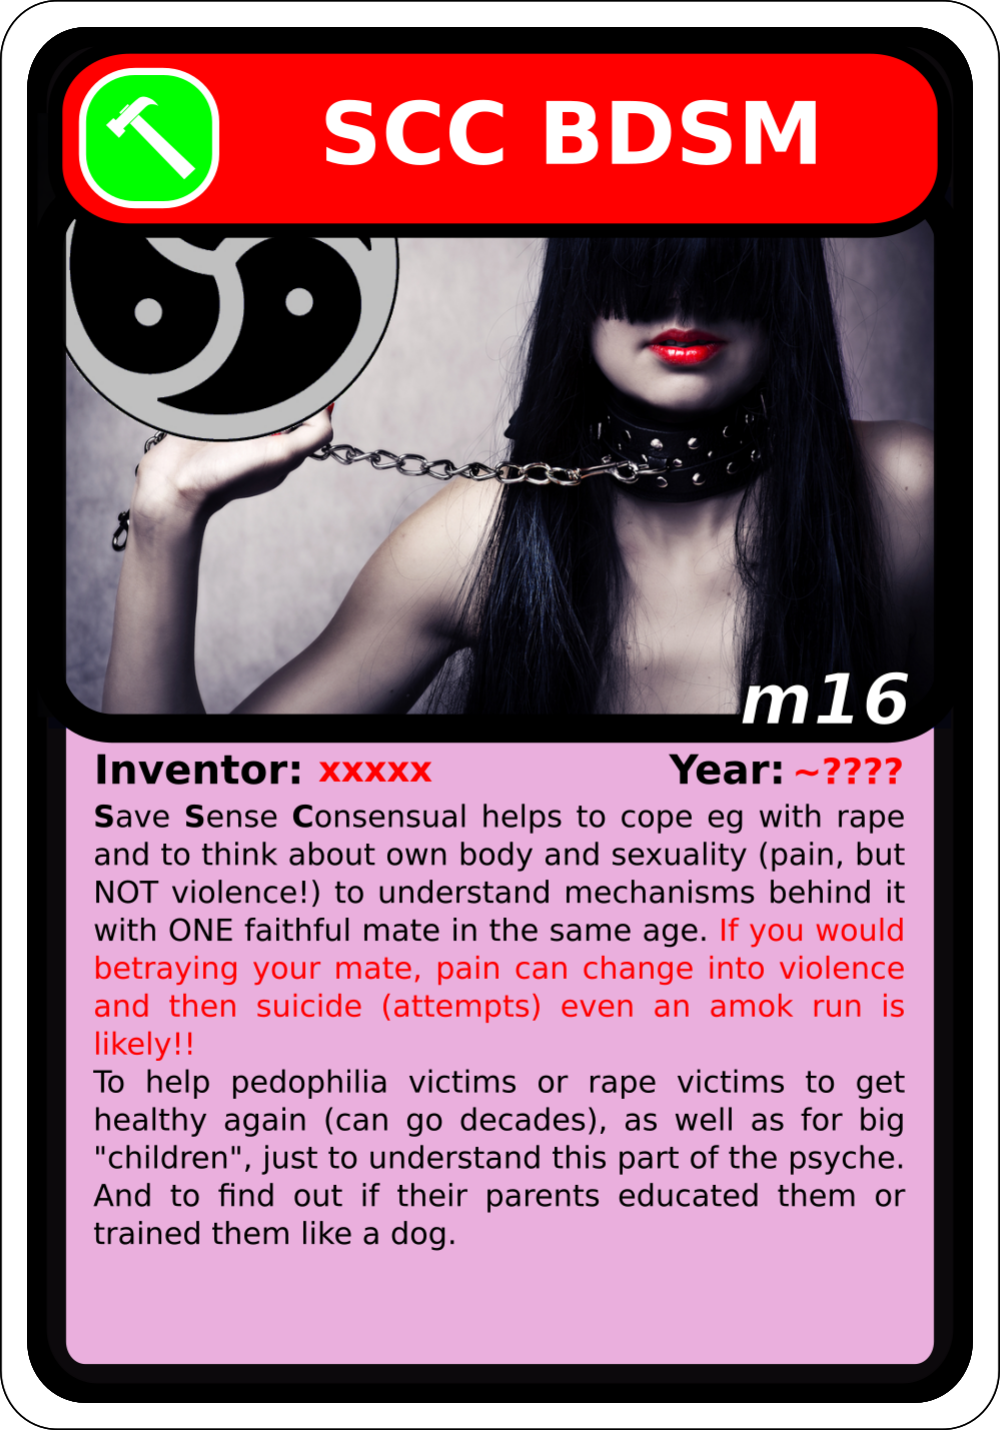 SCC BDSM
m16
Inventor: xxxxx Year: ~????
Save Sense Consensual helps to cope eg with rape
and to think about own body and sexuality (pain, but
NOT violence!) to understand mechanisms behind it
with ONE faithful mate in the same age. If you would
betraying your mate, pain can change into violence
and then suicide (attempts) even an amok run is
likely!!
To help pedophilia victims or rape victims to get
healthy again (can go decades), as well as for big
"children", just to understand this part of the psyche.
And to find out if their parents educated them or
trained them like a dog.